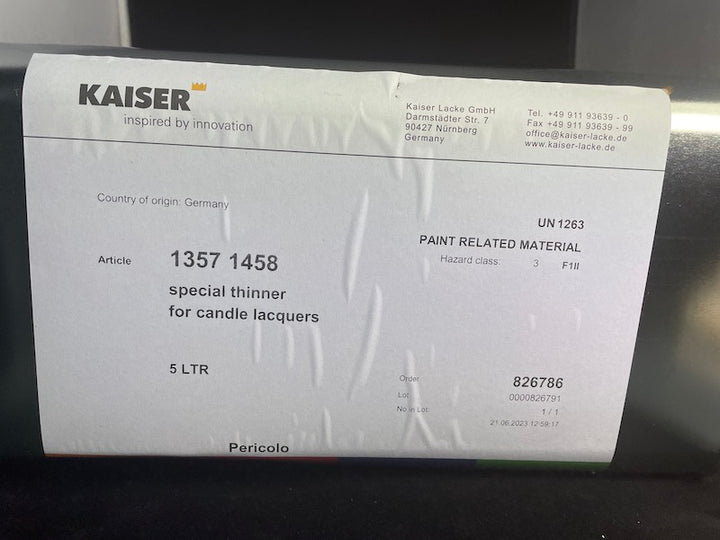 KAISER
inspired by innovation
Kaiser Lacke GmbH
Darmstädter Str. 7
90427 Nürnberg
Germany
Tel. +49 911 93639 - 0
Fax +49 911 93639 - 99
office@kaiser-lacke.de
www.kaiser-lacke.de
Country of origin: Germany
UN 1263
PAINT RELATED MATERIAL
Hazard class: 3 F1II
Article 1357 1458
special thinner
for candle lacquers
5 LTR
Order 826786
Lot 0000826791
No in Lot: 1 / 1
21.06.2023 12:59:17
Pericolo